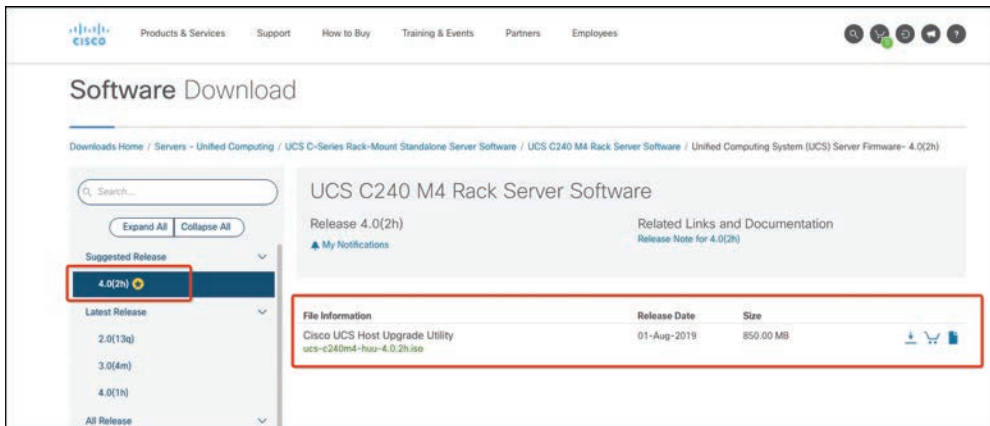 CISCO
Products & Services Support How to Buy Training & Events Partners Employees
Software Download
Downloads Home / Servers - Unified Computing / UCS C-Series Rack-Mount Standalone Server Software / UCS C240 M4 Rack Server Software / Unified Computing System (UCS) Server Firmware- 4.0(2h)
Search...
Expand All Collapse All
Suggested Release
4.0(2h)
Latest Release
2.0(13q)
3.0(4m)
4.0(1h)
All Release
UCS C240 M4 Rack Server Software
Release 4.0(2h)
My Notifications
Related Links and Documentation
Release Note for 4.0(2h)
File Information Release Date Size
Cisco UCS Host Upgrade Utility 01-Aug-2019 850.00 MB
ucs-c240m4-huu-4.0.2h.iso